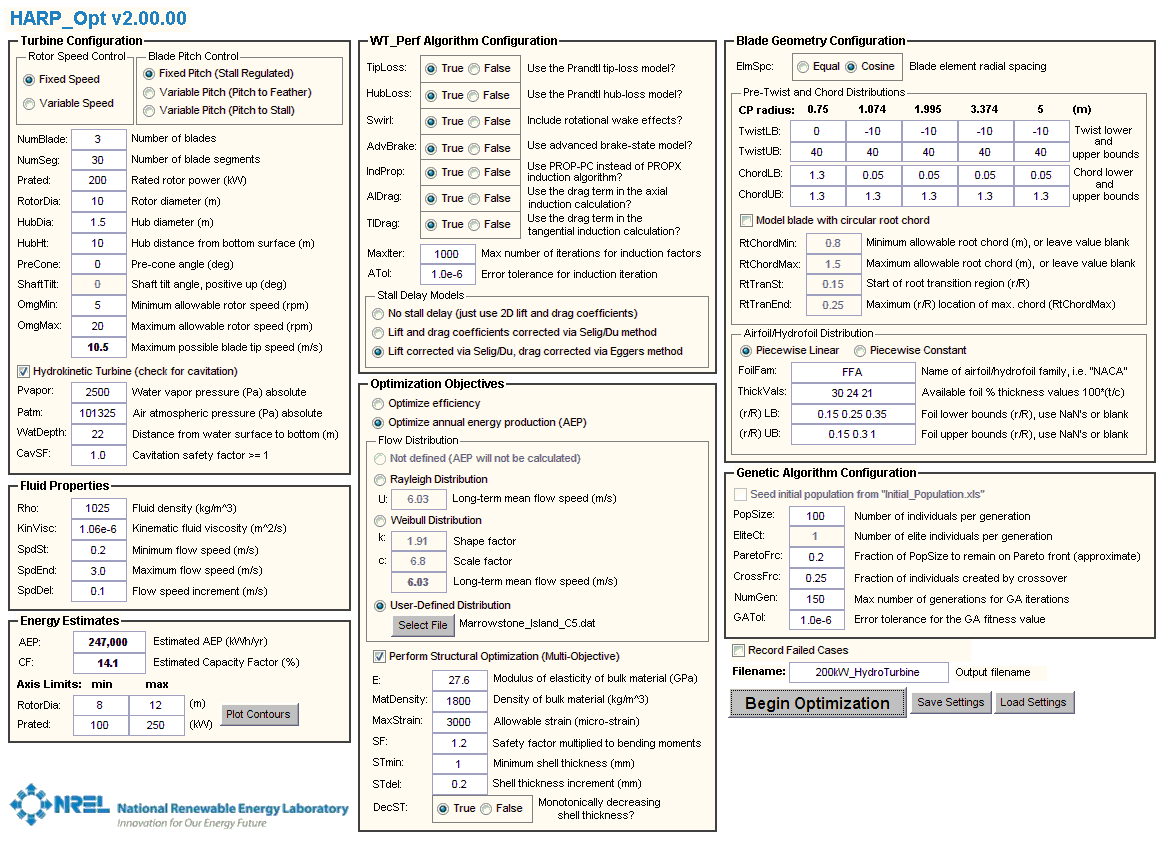 HARP_Opt v2.00.00
Turbine Configuration
Rotor Speed Control
Fixed Speed
Variable Speed
Blade Pitch Control
Fixed Pitch (Stall Regulated)
Variable Pitch (Pitch to Feather)
Variable Pitch (Pitch to Stall)
NumBlade: 3 Number of blades
NumSeg: 30 Number of blade segments
Prated: 200 Rated rotor power (kW)
RotorDia: 10 Rotor diameter (m)
HubDia: 1.5 Hub diameter (m)
HubHt: 10 Hub distance from bottom surface (m)
PreCone: 0 Pre-cone angle (deg)
ShaftTilt: 0 Shaft tilt angle, positive up (deg)
OmgMin: 5 Minimum allowable rotor speed (rpm)
OmgMax: 20 Maximum allowable rotor speed (rpm)
10.5 Maximum possible blade tip speed (m/s)
Hydrokinetic Turbine (check for cavitation)
Pvapor: 2500 Water vapor pressure (Pa) absolute
Patm: 101325 Air atmospheric pressure (Pa) absolute
WatDepth: 22 Distance from water surface to bottom (m)
CavSF: 1.0 Cavitation safety factor >= 1
Fluid Properties
Rho: 1025 Fluid density (kg/m^3)
KinVisc: 1.06e-6 Kinematic fluid viscosity (m^2/s)
SpdSt: 0.2 Minimum flow speed (m/s)
SpdEnd: 3.0 Maximum flow speed (m/s)
SpdDel: 0.1 Flow speed increment (m/s)
Energy Estimates
AEP: 247,000 Estimated AEP (kWh/yr)
CF: 14.1 Estimated Capacity Factor (%)
Axis Limits: min max
RotorDia: 8 12 (m)
Prated: 100 250 (kW)
Plot Contours
NREL National Renewable Energy Laboratory
Innovation for Our Energy Future
WT_Perf Algorithm Configuration
TipLoss: True False Use the Prandtl tip-loss model?
HubLoss: True False Use the Prandtl hub-loss model?
Swirl: True False Include rotational wake effects?
AdvBrake: True False Use advanced brake-state model?
IndProp: True False Use PROP-PC instead of PROPX
induction algorithm?
AIDrag: True False Use the drag term in the axial
induction calculation?
TIDrag: True False Use the drag term in the
tangential induction calculation?
MaxIter: 1000 Max number of iterations for induction factors
ATol: 1.0e-6 Error tolerance for induction iteration
Stall Delay Models
No stall delay (just use 2D lift and drag coefficients)
Lift and drag coefficients corrected via Selig/Du method
Lift corrected via Selig/Du, drag corrected via Eggers method
Optimization Objectives
Optimize efficiency
Optimize annual energy production (AEP)
Flow Distribution
Not defined (AEP will not be calculated)
Rayleigh Distribution
U: 6.03 Long-term mean flow speed (m/s)
Weibull Distribution
k: 1.91 Shape factor
c: 6.8 Scale factor
6.03 Long-term mean flow speed (m/s)
User-Defined Distribution
Select File Marrowstone_Island_C5.dat
Perform Structural Optimization (Multi-Objective)
E: 27.6 Modulus of elasticity of bulk material (GPa)
MatDensity: 1800 Density of bulk material (kg/m^3)
MaxStrain: 3000 Allowable strain (micro-strain)
SF: 1.2 Safety factor multiplied to bending moments
STmin: 1 Minimum shell thickness (mm)
STdel: 0.2 Shell thickness increment (mm)
DecST: True False Monotonically decreasing
shell thickness?
Blade Geometry Configuration
ElmSpc: Equal Cosine Blade element radial spacing
Pre-Twist and Chord Distributions
CP radius: 0.75 1.074 1.995 3.374 5 (m)
TwistLB: 0 -10 -10 -10 -10 Twist lower
and
TwistUB: 40 40 40 40 40 upper bounds
ChordLB: 1.3 0.05 0.05 0.05 0.05 Chord lower
and
ChordUB: 1.3 1.3 1.3 1.3 1.3 upper bounds
Model blade with circular root chord
RtChordMin: 0.8 Minimum allowable root chord (m), or leave value blank
RtChordMax: 1.5 Maximum allowable root chord (m), or leave value blank
RtTranSt: 0.15 Start of root transition region (r/R)
RtTranEnd: 0.25 Maximum (r/R) location of max. chord (RtChordMax)
Airfoil/Hydrofoil Distribution
Piecewise Linear Piecewise Constant
FoilFam: FFA Name of airfoil/hydrofoil family, i.e. "NACA"
ThickVals: 30 24 21 Available foil % thickness values 100*(t/c)
(r/R) LB: 0.15 0.25 0.35 Foil lower bounds (r/R), use NaN's or blank
(r/R) UB: 0.15 0.3 1 Foil upper bounds (r/R), use NaN's or blank
Genetic Algorithm Configuration
Seed initial population from "Initial_Population.xls"
PopSize: 100 Number of individuals per generation
EliteCt: 1 Number of elite individuals per generation
ParetoFrc: 0.2 Fraction of PopSize to remain on Pareto front (approximate)
CrossFrc: 0.25 Fraction of individuals created by crossover
NumGen: 150 Max number of generations for GA iterations
GATol: 1.0e-6 Error tolerance for the GA fitness value
Record Failed Cases
Filename: 200kW_HydroTurbine Output filename
Begin Optimization Save Settings Load Settings